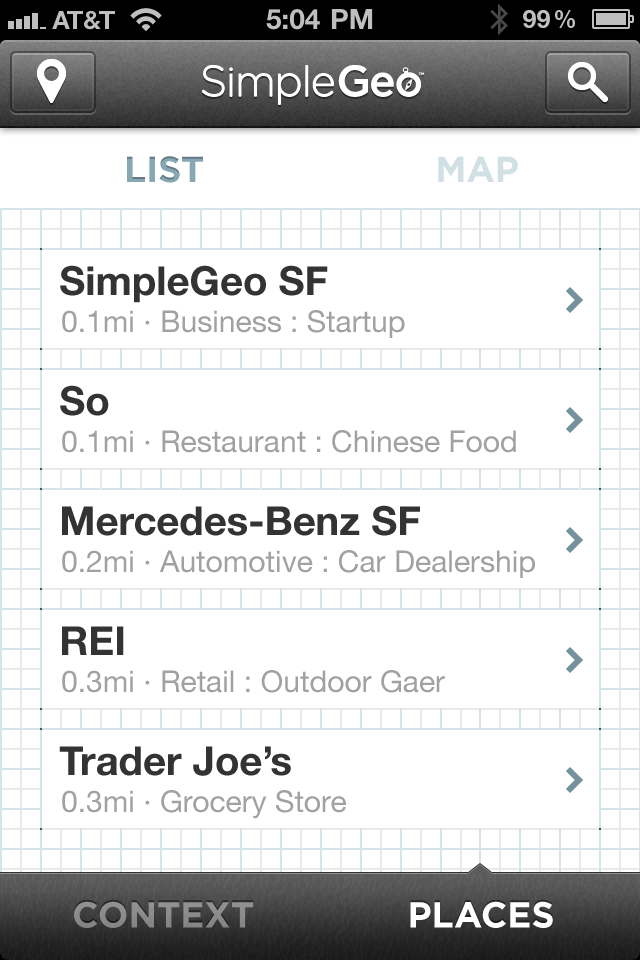 AT&T 5:04 PM 99%
SimpleGeo™
LIST MAP
SimpleGeo SF
0.1mi · Business : Startup
So
0.1mi · Restaurant : Chinese Food
Mercedes-Benz SF
0.2mi · Automotive : Car Dealership
REI
0.3mi · Retail : Outdoor Gaer
Trader Joe’s
0.3mi · Grocery Store
CONTEXT PLACES